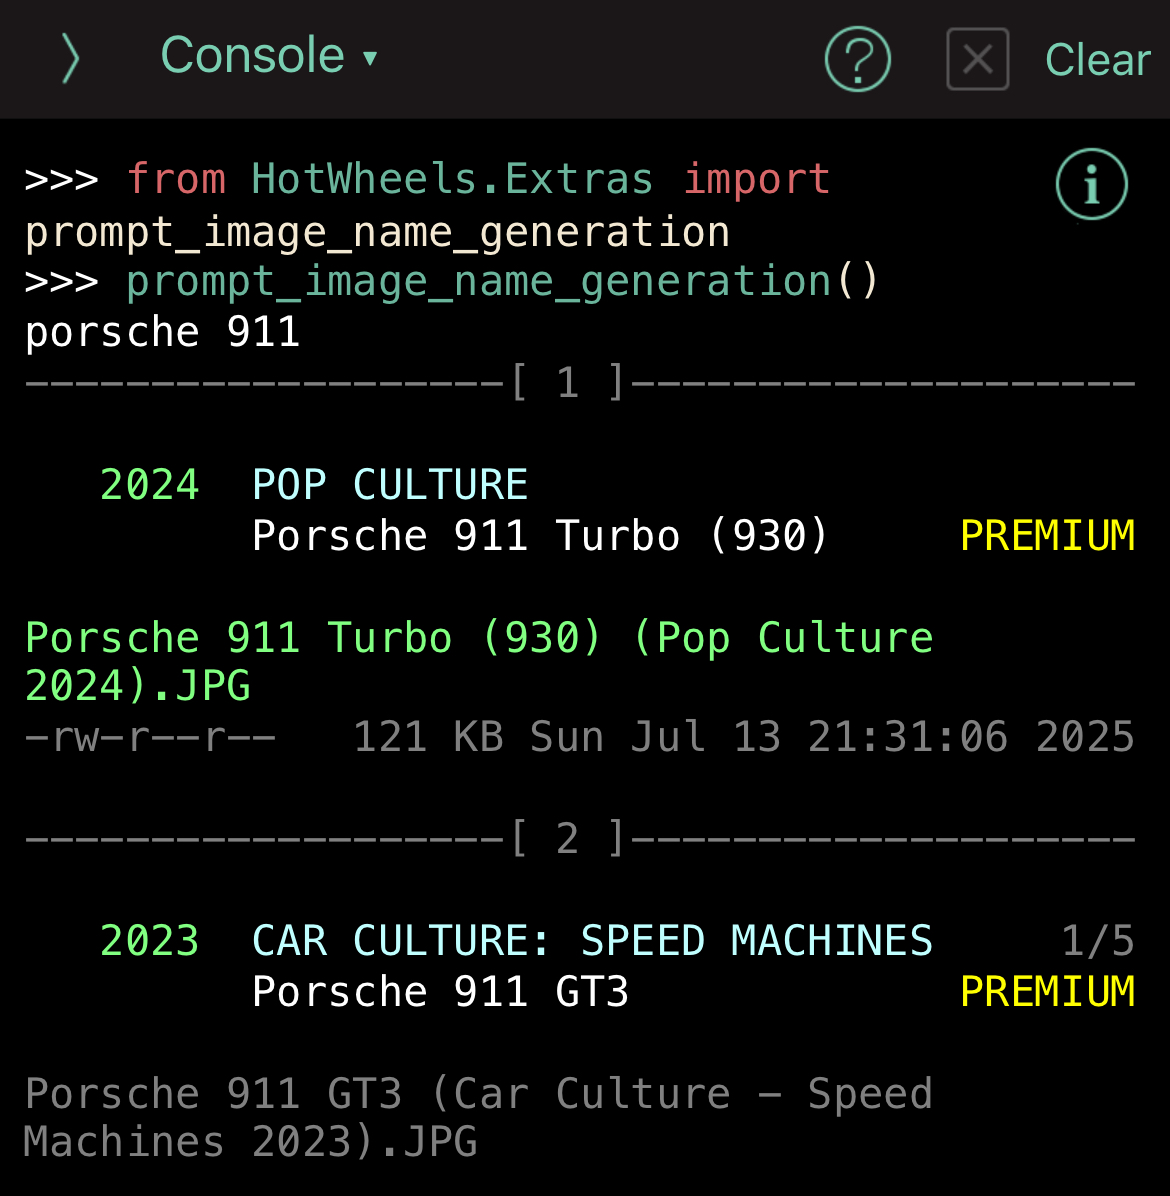 Console ▾ ? X Clear
>>> from HotWheels.Extras import
i
prompt_image_name_generation
>>> prompt_image_name_generation()
porsche 911
-------------------[ 1 ]--------------------
2024 POP CULTURE
Porsche 911 Turbo (930) PREMIUM
Porsche 911 Turbo (930) (Pop Culture
2024).JPG
-rw-r--r-- 121 KB Sun Jul 13 21:31:06 2025
-------------------[ 2 ]--------------------
2023 CAR CULTURE: SPEED MACHINES 1/5
Porsche 911 GT3 PREMIUM
Porsche 911 GT3 (Car Culture - Speed
Machines 2023).JPG